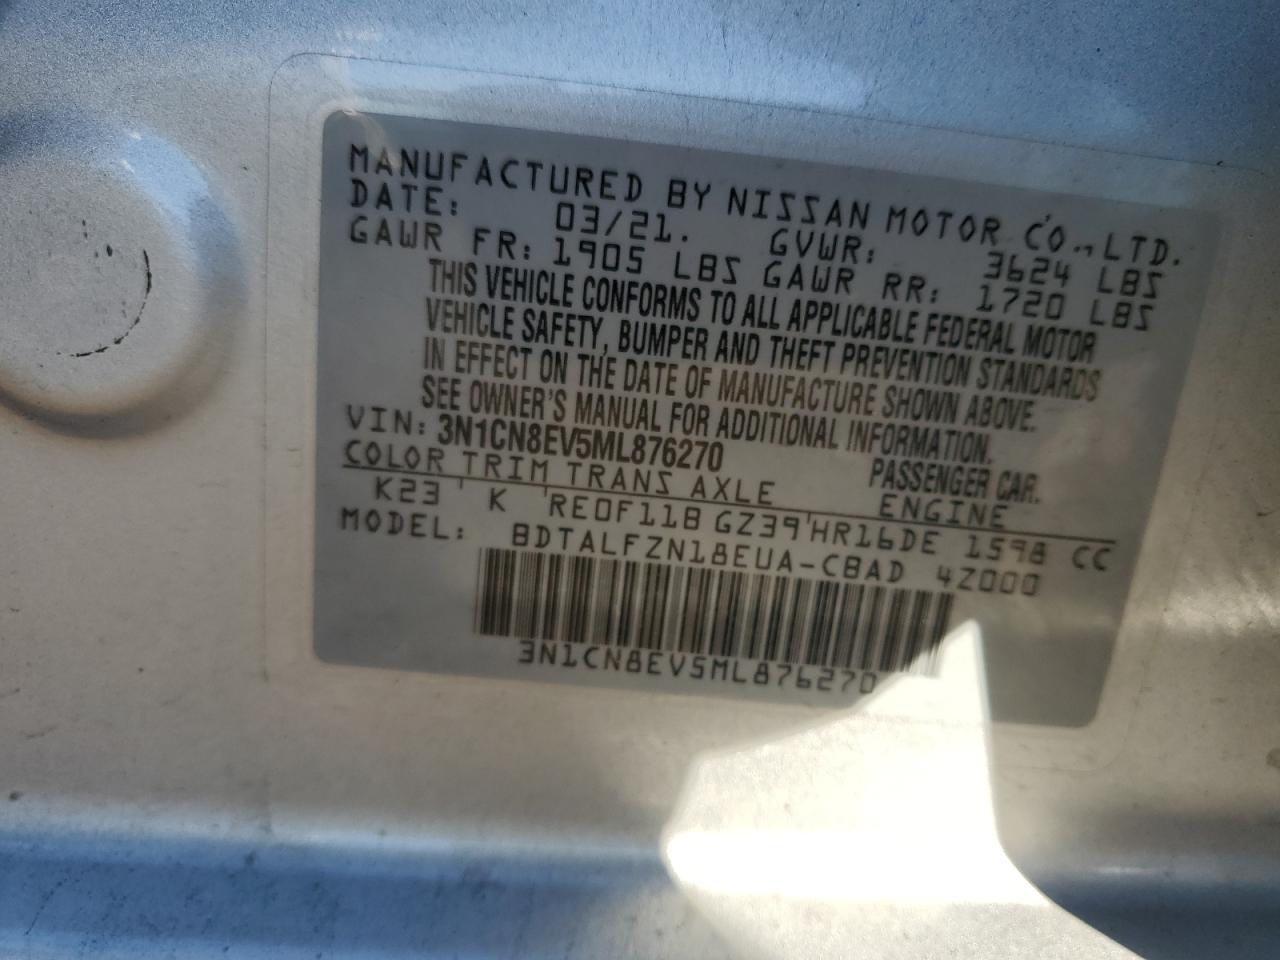 MANUFACTURED BY NISSAN MOTOR CO., LTD.
DATE: 03/21. GVWR: 3624 LBS
GAWR FR: 1905 LBS GAWR RR: 1720 LBS
THIS VEHICLE CONFORMS TO ALL APPLICABLE FEDERAL MOTOR
VEHICLE SAFETY, BUMPER AND THEFT PREVENTION STANDARDS
IN EFFECT ON THE DATE OF MANUFACTURE SHOWN ABOVE.
SEE OWNER'S MANUAL FOR ADDITIONAL INFORMATION.
VIN: 3N1CN8EV5ML876270 PASSENGER CAR.
COLOR TRIM TRANS AXLE ENGINE
K23 K RE0F11B GZ39 HR16DE 1598 CC
MODEL: BDTALFZN18EUA-CBAD 4Z000
3N1CN8EV5ML876270